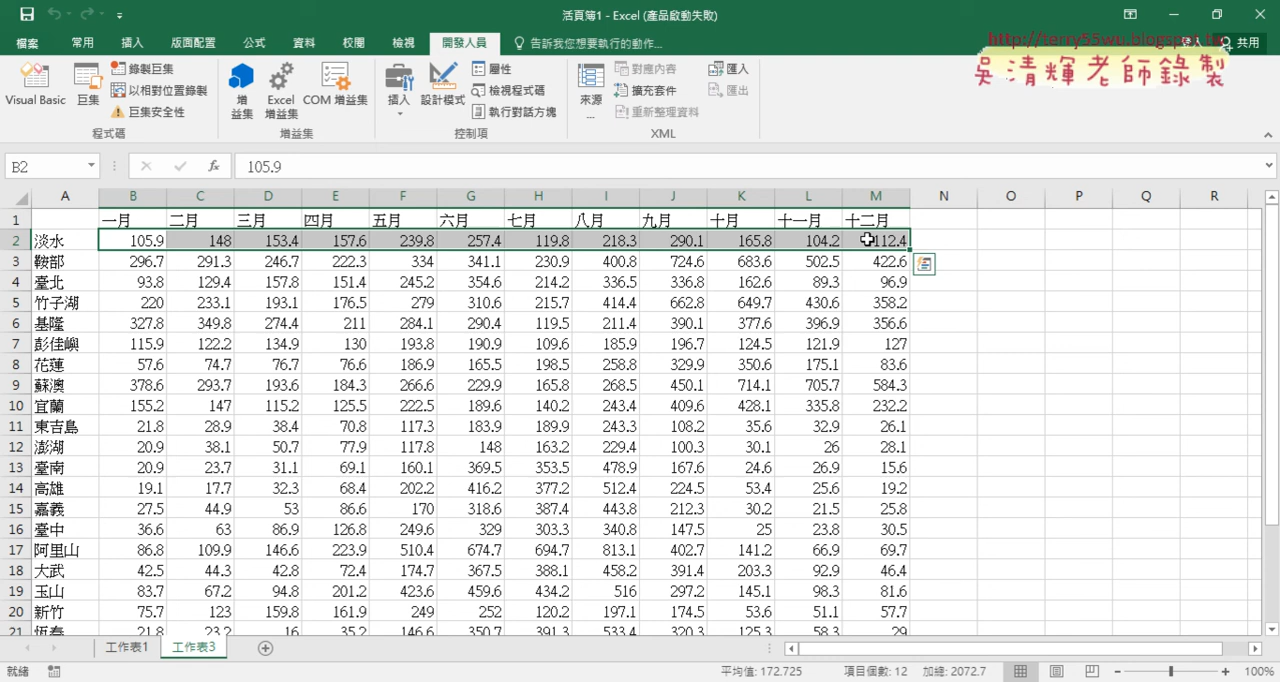 活頁簿1 - Excel (產品啟動失敗)
檔案 常用 插入 版面配置 公式 資料 校閱 檢視 開發人員 告訴我您想要執行的動作... 共用
http://terry55wu.blogspot.tw
吳清輝老師錄製
Visual Basic 巨集 錄製巨集 以相對位置錄製 巨集安全性 程式碼
增益集 Excel 增益集 COM 增益集 增益集
插入 設計模式 屬性 檢視程式碼 執行對話方塊 控制項
來源... 對應內容 擴充套件 重新整理資料 匯入 匯出 XML
B2 fx 105.9
A B C D E F G H I J K L M N O P Q R
1 一月 二月 三月 四月 五月 六月 七月 八月 九月 十月 十一月 十二月
2 淡水 105.9 148 153.4 157.6 239.8 257.4 119.8 218.3 290.1 165.8 104.2 112.4
3 鞍部 296.7 291.3 246.7 222.3 334 341.1 230.9 400.8 724.6 683.6 502.5 422.6
4 臺北 93.8 129.4 157.8 151.4 245.2 354.6 214.2 336.5 336.8 162.6 89.3 96.9
5 竹子湖 220 233.1 193.1 176.5 279 310.6 215.7 414.4 662.8 649.7 430.6 358.2
6 基隆 327.8 349.8 274.4 211 284.1 290.4 119.5 211.4 390.1 377.6 396.9 356.6
7 彭佳嶼 115.9 122.2 134.9 130 193.8 190.9 109.6 185.9 196.7 124.5 121.9 127
8 花蓮 57.6 74.7 76.7 76.6 186.9 165.5 198.5 258.8 329.9 350.6 175.1 83.6
9 蘇澳 378.6 293.7 193.6 184.3 266.6 229.9 165.8 268.5 450.1 714.1 705.7 584.3
10 宜蘭 155.2 147 115.2 125.5 222.5 189.6 140.2 243.4 409.6 428.1 335.8 232.2
11 東吉島 21.8 28.9 38.4 70.8 117.3 183.9 189.9 243.3 108.2 35.6 32.9 26.1
12 澎湖 20.9 38.1 50.7 77.9 117.8 148 163.2 229.4 100.3 30.1 26 28.1
13 臺南 20.9 23.7 31.1 69.1 160.1 369.5 353.5 478.9 167.6 24.6 26.9 15.6
14 高雄 19.1 17.7 32.3 68.4 202.2 416.2 377.2 512.4 224.5 53.4 25.6 19.2
15 嘉義 27.5 44.9 53 86.6 170 318.6 387.4 443.8 212.3 30.2 21.5 25.8
16 臺中 36.6 63 86.9 126.8 249.6 329 303.3 340.8 147.5 25 23.8 30.5
17 阿里山 86.8 109.9 146.6 223.9 510.4 674.7 694.7 813.1 402.7 141.2 66.9 69.7
18 大武 42.5 44.3 42.8 72.4 174.7 367.5 388.1 458.2 391.4 203.3 92.9 46.4
19 玉山 83.7 67.2 94.8 201.2 423.6 459.6 434.2 516 297.2 145.1 98.3 81.6
20 新竹 75.7 123 159.8 161.9 249 252 120.2 197.1 174.5 53.6 51.1 57.7
21 恆春 21.8 23.2 16 35.2 146.6 350.7 391.3 533.4 320.3 125.3 58.3 29
工作表1 工作表3
就緒 平均值: 172.725 項目個數: 12 加總: 2072.7 100%